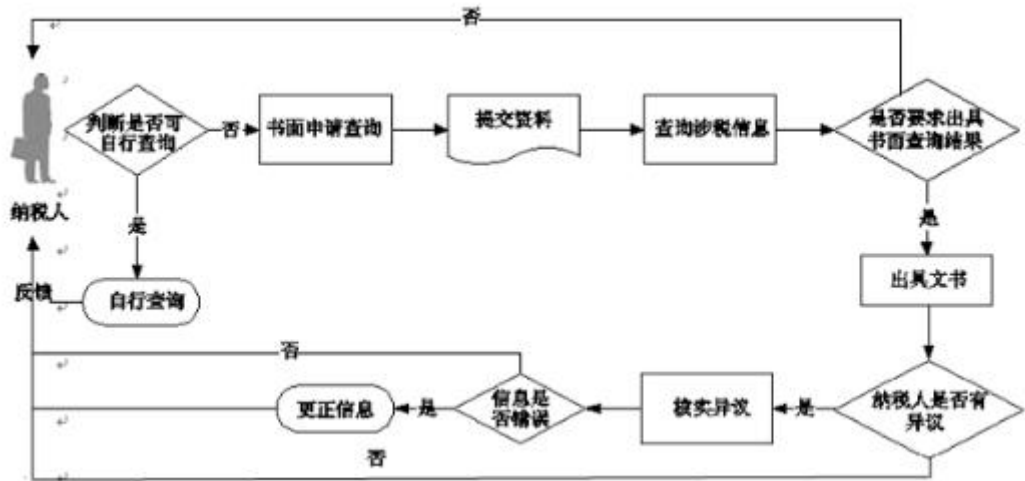 否
判断是否可
自行查询
否
书面申请查询
提交资料
查询涉税信息
是否要求出具
书面查询结果
纳税人
是
是
反馈
自行查询
出具文书
否
更正信息
是
信息是
否错误
核实异议
是
纳税人是否有
异议
否